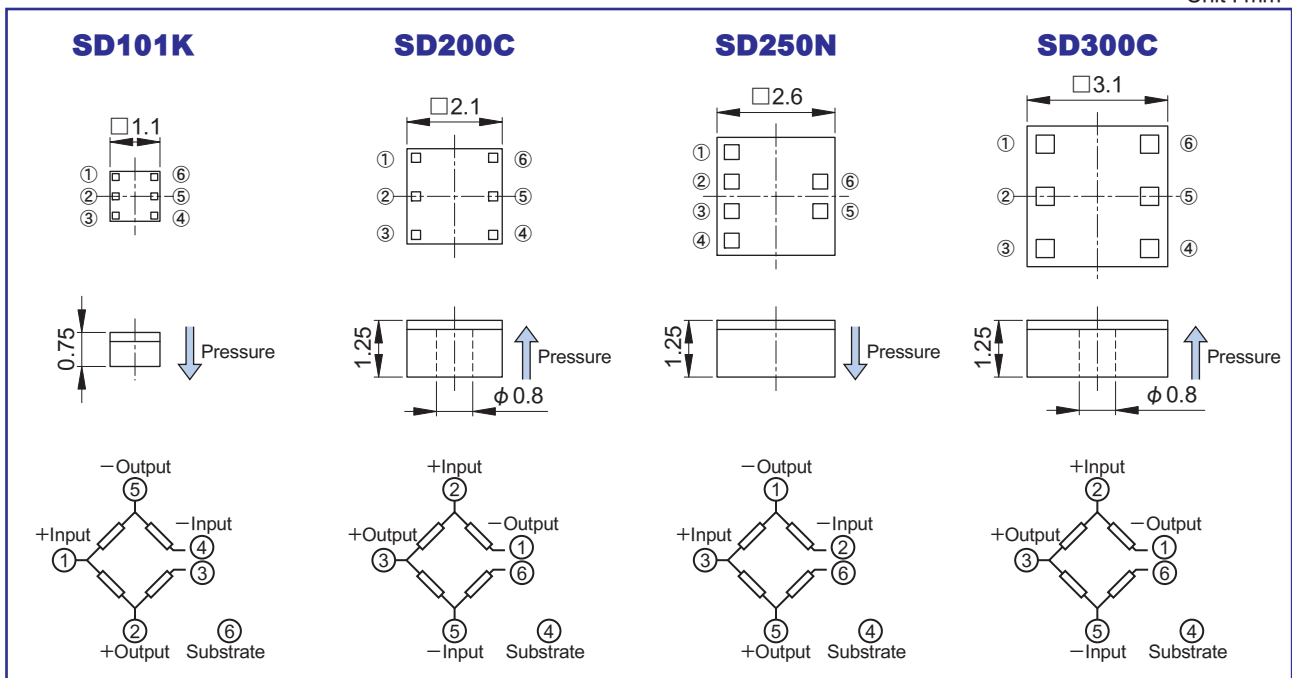 Unit : mm
SD101K
SD200C
SD250N
SD300C
□1.1
□2.1
□2.6
□3.1
① ⑥
② ⑤
③ ④
① ⑥
② ⑤
③ ④
①
② ⑥
③ ⑤
④
① ⑥
② ⑤
③ ④
0.75
Pressure
1.25
Pressure
φ0.8
1.25
Pressure
1.25
Pressure
φ0.8
−Output
⑤
+Input
①
−Input
④
③
②
+Output
⑥
Substrate
+Input
②
+Output
③
−Output
①
⑥
⑤
−Input
④
Substrate
−Output
①
+Input
③
−Input
②
⑥
⑤
+Output
④
Substrate
+Input
②
+Output
③
−Output
①
⑥
⑤
−Input
④
Substrate